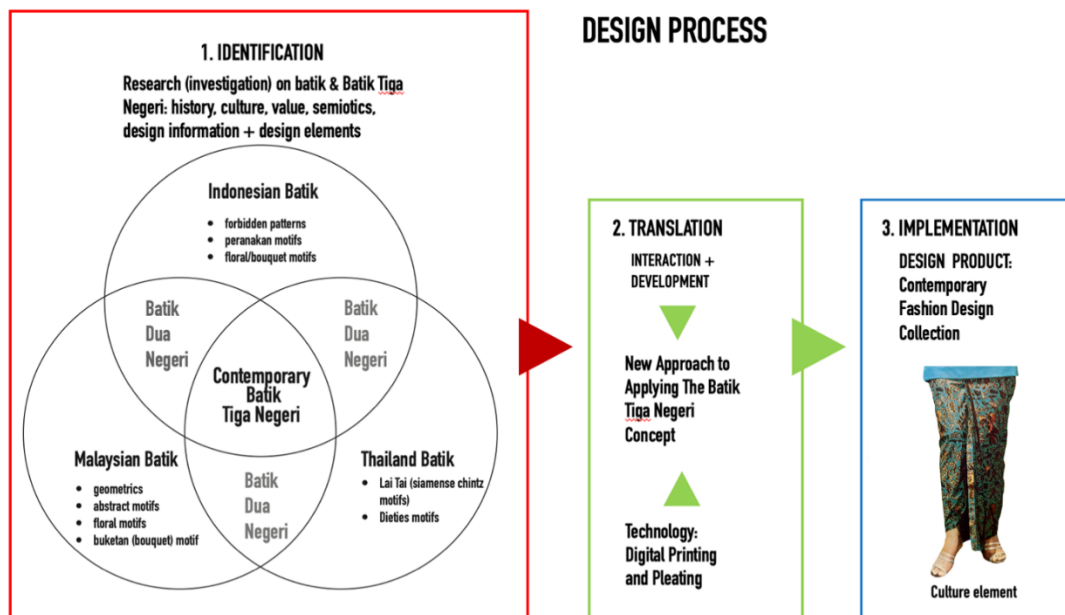 DESIGN PROCESS
1. IDENTIFICATION
Research (investigation) on batik & Batik Tiga
Negeri: history, culture, value, semiotics,
design information + design elements
Indonesian Batik
• forbidden patterns
• peranakan motifs
• floral/bouquet motifs
Batik
Dua
Negeri
Batik
Dua
Negeri
Contemporary
Batik
Tiga Negeri
Malaysian Batik
• geometrics
• abstract motifs
• floral motifs
• buketan (bouquet) motif
Thailand Batik
• Lai Tai (siamense chintz
motifs)
• Dieties motifs
Batik
Dua
Negeri
2. TRANSLATION
INTERACTION +
DEVELOPMENT
New Approach to
Applying The Batik
Tiga Negeri
Concept
Technology:
Digital Printing
and Pleating
3. IMPLEMENTATION
DESIGN PRODUCT:
Contemporary
Fashion Design
Collection
Culture element